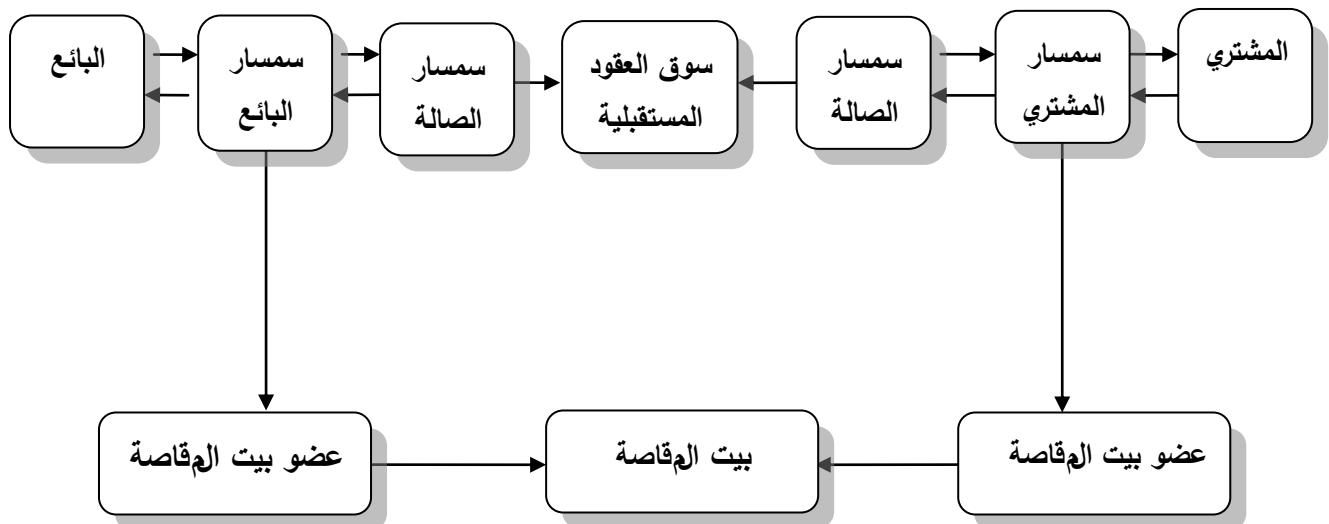 المشتري
سمسار
المشتري
سمسار
الصالة
سوق العقود
المستقبلية
سمسار
الصالة
سمسار
البائع
البائع
عضو بيت المقاصة
بيت المقاصة
عضو بيت المقاصة